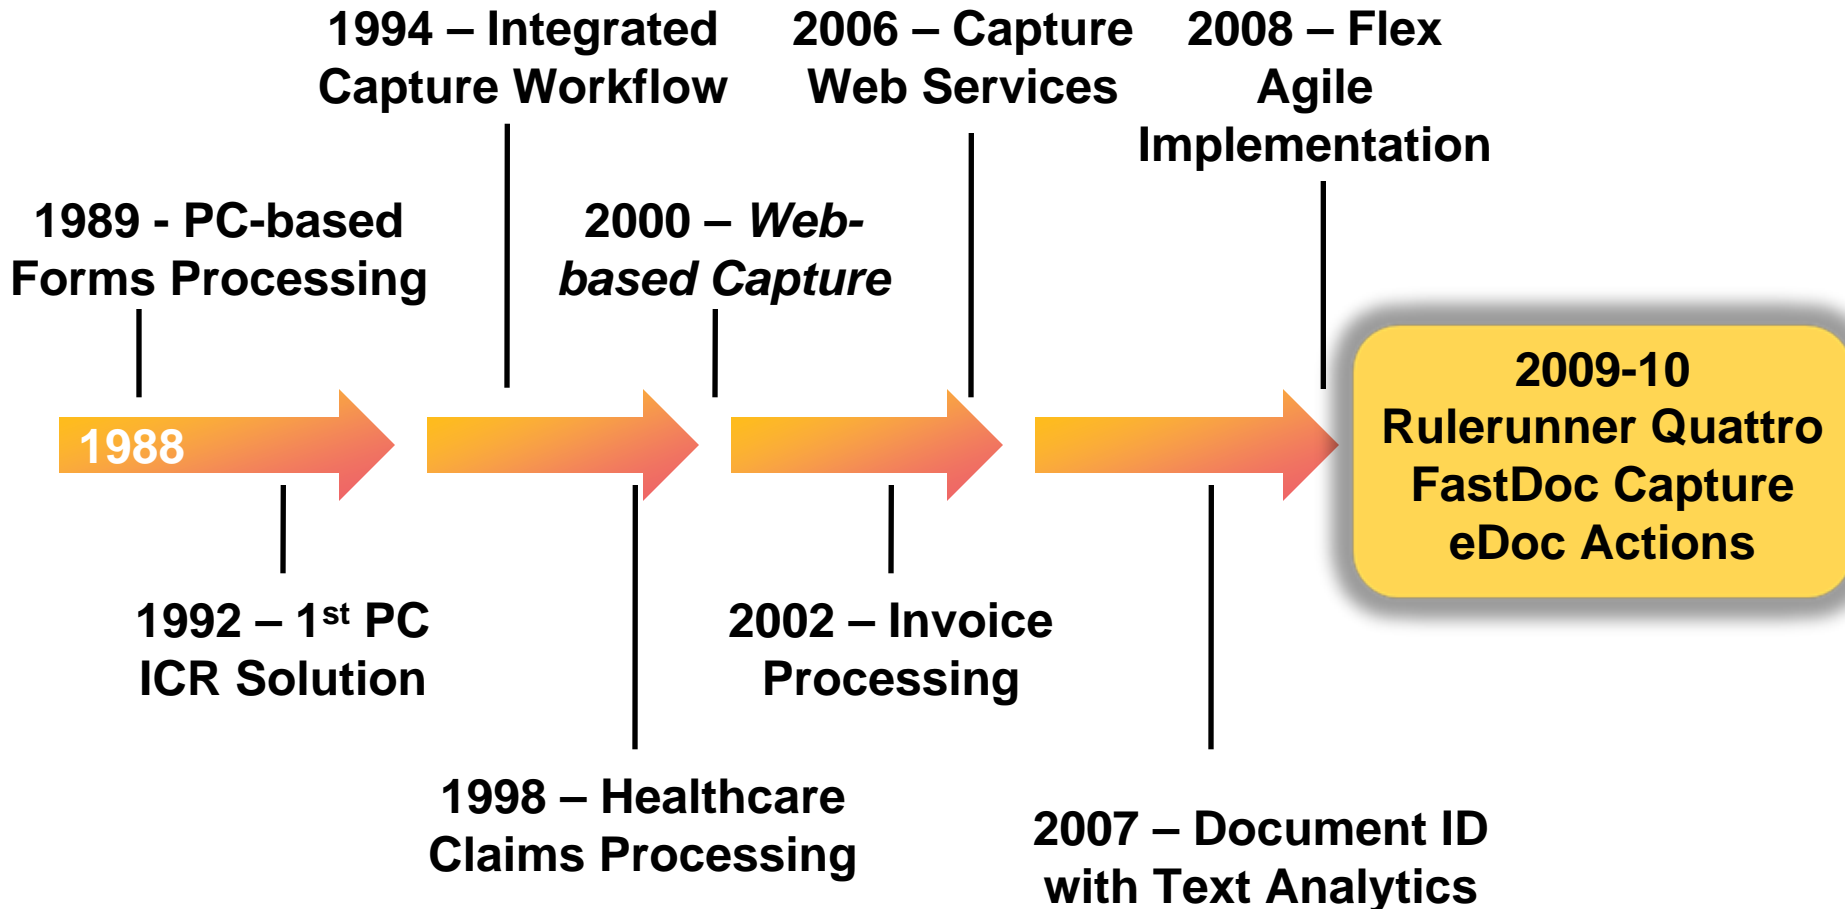 1994 – Integrated
Capture Workflow
2006 – Capture
Web Services
2008 – Flex
Agile
Implementation
1989 - PC-based
Forms Processing
2000 – Web-
based Capture
1988
2009-10
Rulerunner Quattro
FastDoc Capture
eDoc Actions
1992 – 1st PC
ICR Solution
2002 – Invoice
Processing
1998 – Healthcare
Claims Processing
2007 – Document ID
with Text Analytics